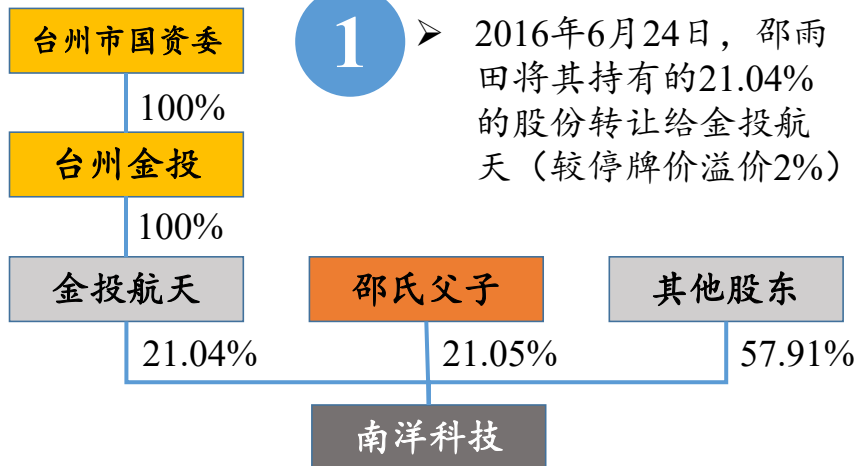 台州市国资委
1
➢ 2016年6月24日，邵雨
田将其持有的21.04%
的股份转让给金投航
天（较停牌价溢价2%）
100%
台州金投
100%
金投航天
邵氏父子
其他股东
21.04%
21.05%
57.91%
南洋科技